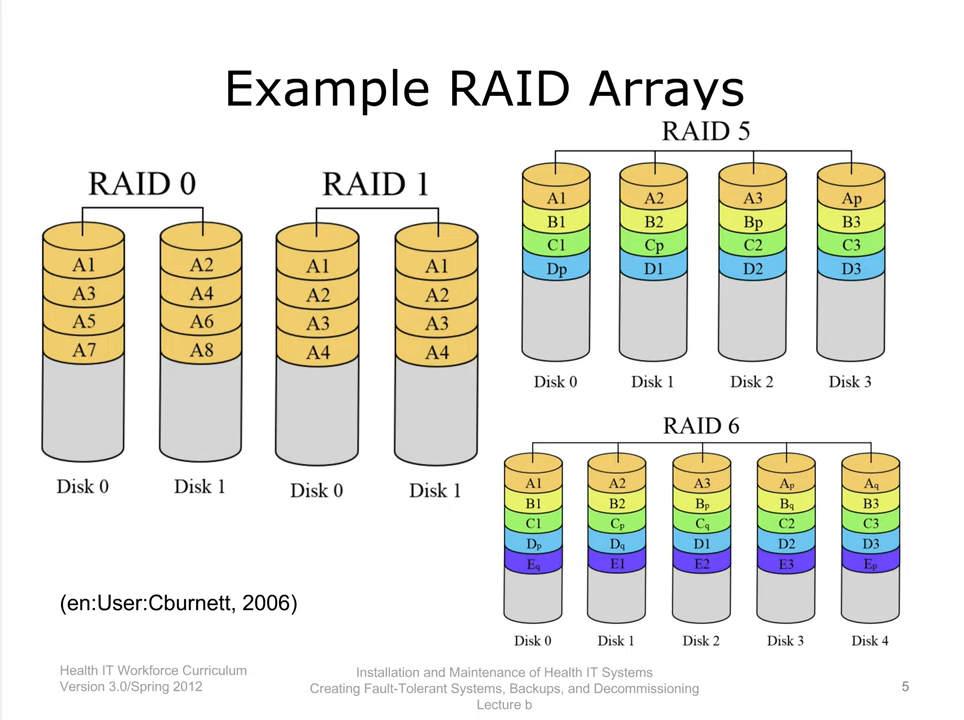 Example RAID Arrays
RAID 0
A1 A2
A3 A4
A5 A6
A7 A8
Disk 0 Disk 1
RAID 1
A1 A1
A2 A2
A3 A3
A4 A4
Disk 0 Disk 1
RAID 5
A1 A2 A3 Ap
B1 B2 Bp B3
C1 Cp C2 C3
Dp D1 D2 D3
Disk 0 Disk 1 Disk 2 Disk 3
RAID 6
A1 A2 A3 Ap Aq
B1 B2 Bp Bq B3
C1 Cp Cq C2 C3
Dp Dq D1 D2 D3
Eq E1 E2 E3 Ep
Disk 0 Disk 1 Disk 2 Disk 3 Disk 4
(en:User:Cburnett, 2006)
Health IT Workforce Curriculum
Version 3.0/Spring 2012
Installation and Maintenance of Health IT Systems
Creating Fault-Tolerant Systems, Backups, and Decommissioning
Lecture b
5